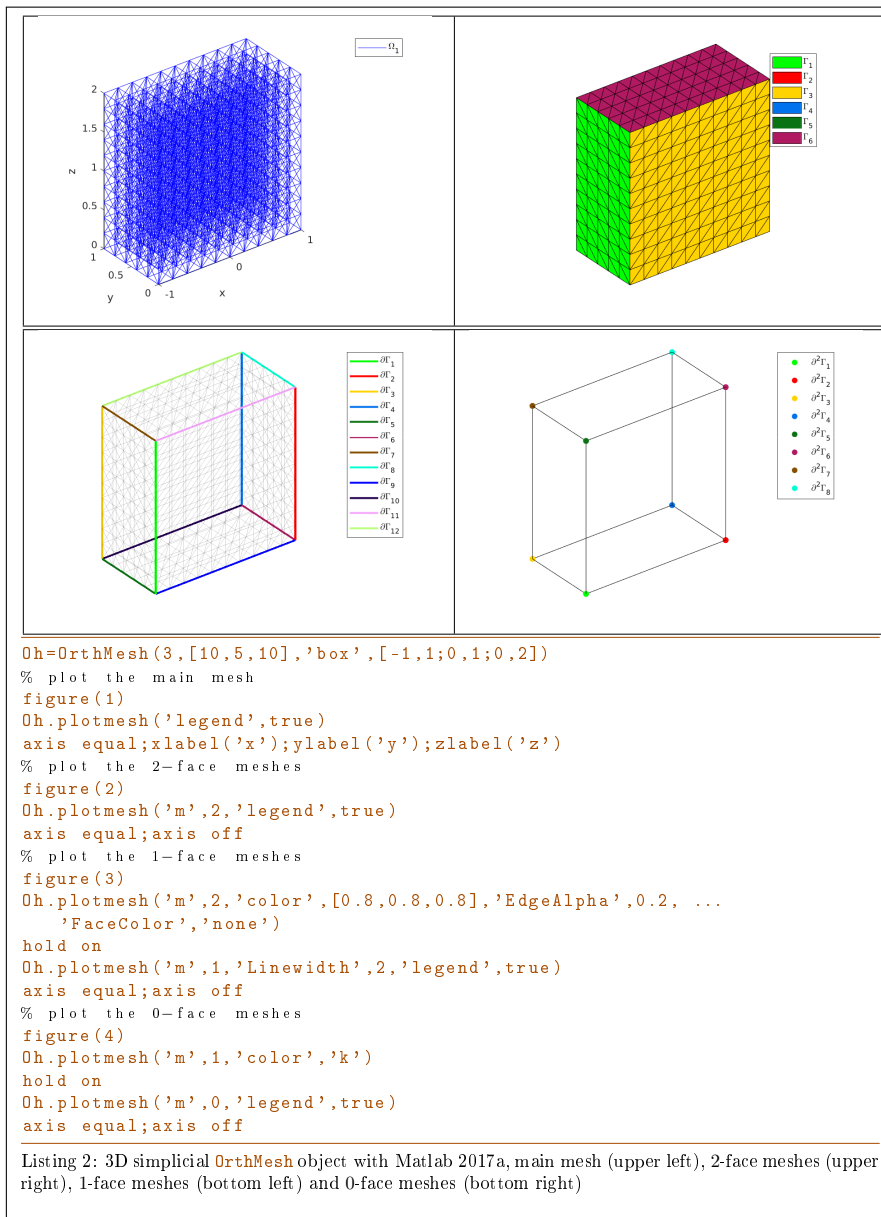 Ω1
2
1.5
1
0.5
0
z
1
0.5
0
y
-1
0
1
x
Γ1
Γ2
Γ3
Γ4
Γ5
Γ6
∂Γ1
∂Γ2
∂Γ3
∂Γ4
∂Γ5
∂Γ6
∂Γ7
∂Γ8
∂Γ9
∂Γ10
∂Γ11
∂Γ12
∂²Γ1
∂²Γ2
∂²Γ3
∂²Γ4
∂²Γ5
∂²Γ6
∂²Γ7
∂²Γ8
Oh=OrthMesh(3,[10,5,10],'box',[-1,1;0,1;0,2])
% plot the main mesh
figure(1)
Oh.plotmesh('legend',true)
axis equal;xlabel('x');ylabel('y');zlabel('z')
% plot the 2-face meshes
figure(2)
Oh.plotmesh('m',2,'legend',true)
axis equal;axis off
% plot the 1-face meshes
figure(3)
Oh.plotmesh('m',2,'color',[0.8,0.8,0.8],'EdgeAlpha',0.2, ...
'FaceColor','none')
hold on
Oh.plotmesh('m',1,'Linewidth',2,'legend',true)
axis equal;axis off
% plot the 0-face meshes
figure(4)
Oh.plotmesh('m',1,'color','k')
hold on
Oh.plotmesh('m',0,'legend',true)
axis equal;axis off
Listing 2: 3D simplicial OrthMesh object with Matlab 2017a, main mesh (upper left), 2-face meshes (upper
right), 1-face meshes (bottom left) and 0-face meshes (bottom right)